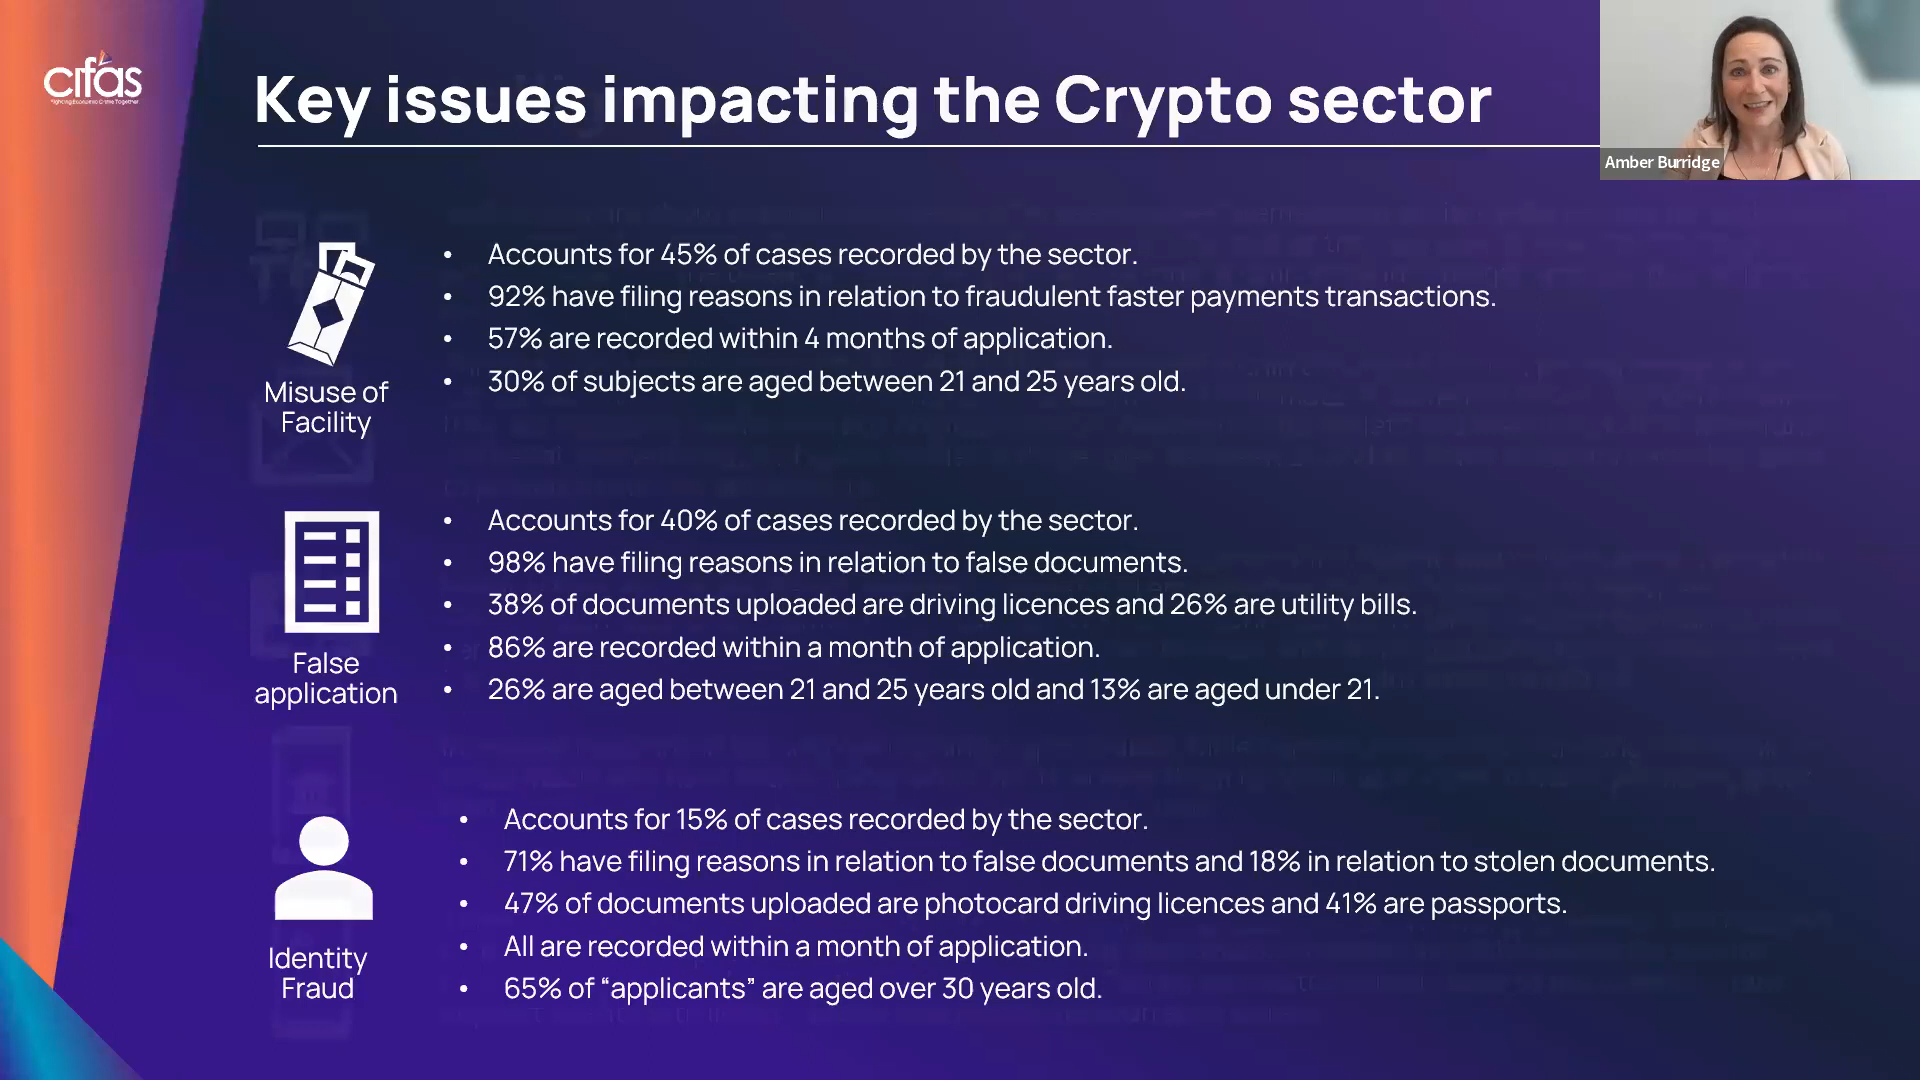 cifas
Fighting Economic Crime Together
Key issues impacting the Crypto sector
Amber Burridge
Misuse of
Facility
• Accounts for 45% of cases recorded by the sector.
• 92% have filing reasons in relation to fraudulent faster payments transactions.
• 57% are recorded within 4 months of application.
• 30% of subjects are aged between 21 and 25 years old.
False
application
• Accounts for 40% of cases recorded by the sector.
• 98% have filing reasons in relation to false documents.
• 38% of documents uploaded are driving licences and 26% are utility bills.
• 86% are recorded within a month of application.
• 26% are aged between 21 and 25 years old and 13% are aged under 21.
Identity
Fraud
• Accounts for 15% of cases recorded by the sector.
• 71% have filing reasons in relation to false documents and 18% in relation to stolen documents.
• 47% of documents uploaded are photocard driving licences and 41% are passports.
• All are recorded within a month of application.
• 65% of “applicants” are aged over 30 years old.